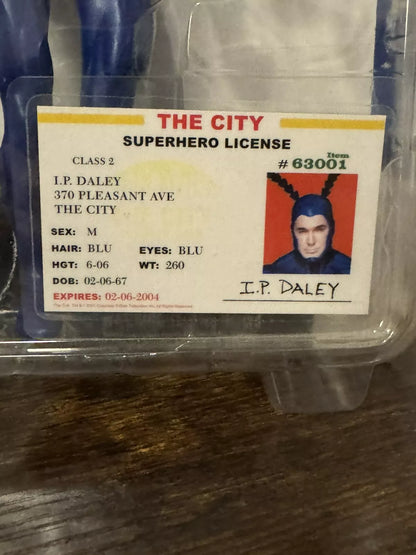 THE CITY
SUPERHERO LICENSE
Item
# 63001
CLASS 2
I.P. DALEY
370 PLEASANT AVE
THE CITY
SEX: M
HAIR: BLU EYES: BLU
HGT: 6-06 WT: 260
DOB: 02-06-67
EXPIRES: 02-06-2004
I.P. DALEY